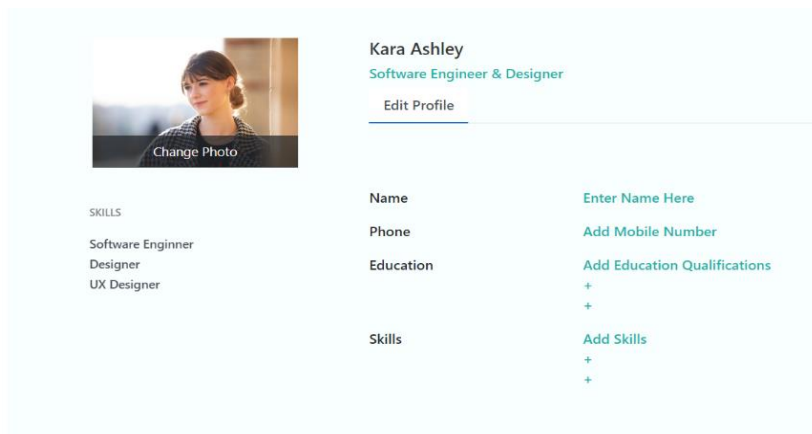 Kara Ashley
Software Engineer & Designer
Edit Profile
Change Photo
SKILLS
Software Enginner
Designer
UX Designer
Name Enter Name Here
Phone Add Mobile Number
Education Add Education Qualifications
+
+
Skills Add Skills
+
+